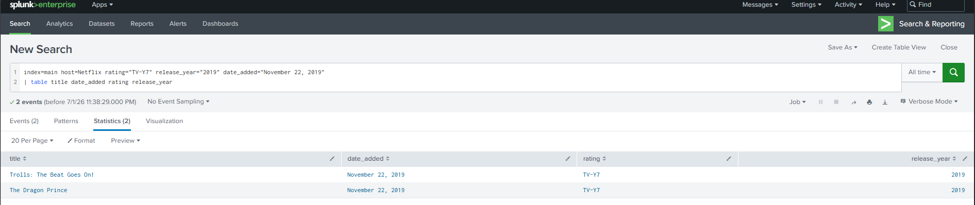 splunk>enterprise Apps ▾ Messages ▾ Settings ▾ Activity ▾ Help ▾ Find
Search Analytics Datasets Reports Alerts Dashboards > Search & Reporting
New Search Save As ▾ Create Table View Close
1 index=main host=Netflix rating="TV-Y7" release_year="2019" date_added="November 22, 2019" All time ▾
2 | table title date_added rating release_year
✓ 2 events (before 7/1/26 11:38:29.000 PM) No Event Sampling ▾ Job ▾ Verbose Mode ▾
Events (2) Patterns Statistics (2) Visualization
20 Per Page ▾ Format Preview ▾
title date_added rating release_year
Trolls: The Beat Goes On! November 22, 2019 TV-Y7 2019
The Dragon Prince November 22, 2019 TV-Y7 2019